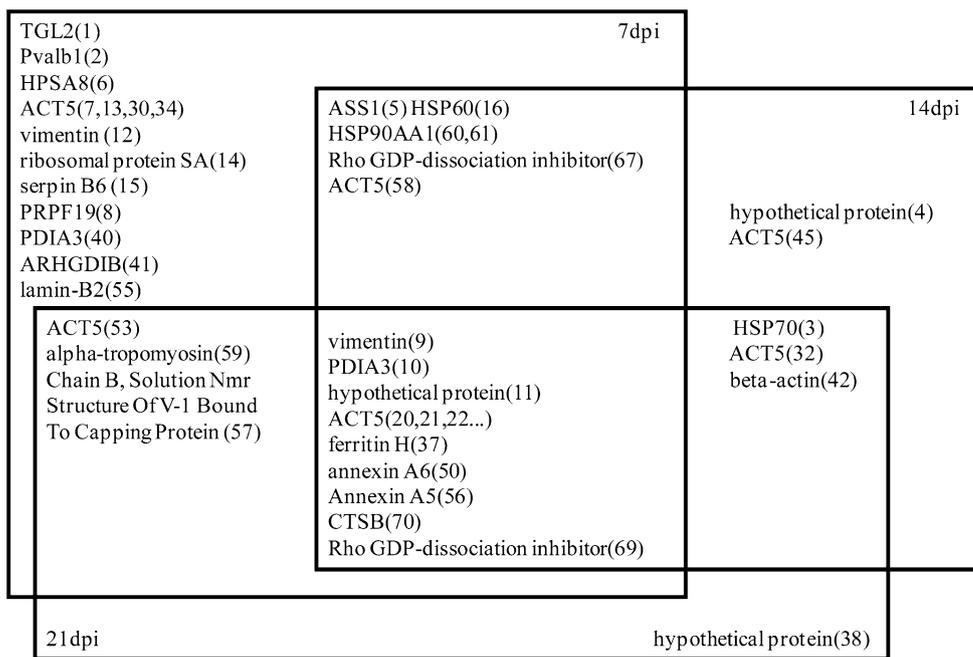 TGL2(1)
7dpi
Pvalb1(2)
HPSA8(6)
ACT5(7,13,30,34)
vimentin (12)
ribosomal protein SA(14)
serpin B6 (15)
PRPF19(8)
PDIA3(40)
ARHGDIB(41)
lamin-B2(55)
ASS1(5) HSP60(16)
HSP90AA1(60,61)
Rho GDP-dissociation inhibitor(67)
ACT5(58)
14dpi
hypothetical protein(4)
ACT5(45)
ACT5(53)
alpha-tropomyosin(59)
Chain B, Solution Nmr
Structure Of V-1 Bound
To Capping Protein (57)
vimentin(9)
PDIA3(10)
hypothetical protein(11)
ACT5(20,21,22...)
ferritin H(37)
annexin A6(50)
Annexin A5(56)
CTSB(70)
Rho GDP-dissociation inhibitor(69)
HSP70(3)
ACT5(32)
beta-actin(42)
21dpi
hypothetical protein(38)